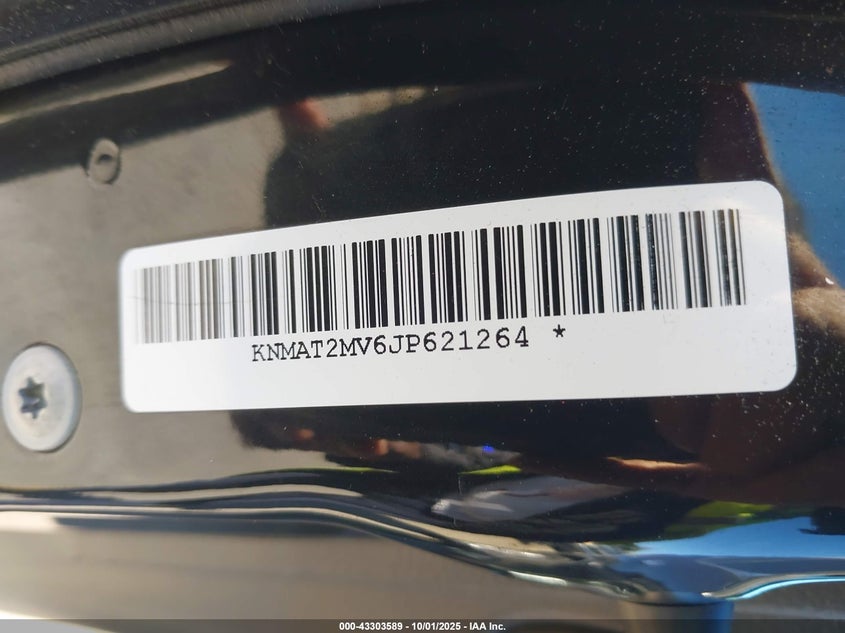 KNMAT2MV6JP621264 *
000-43303589 - 10/01/2025 - IAA Inc.